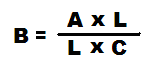 B = A x L
L x C